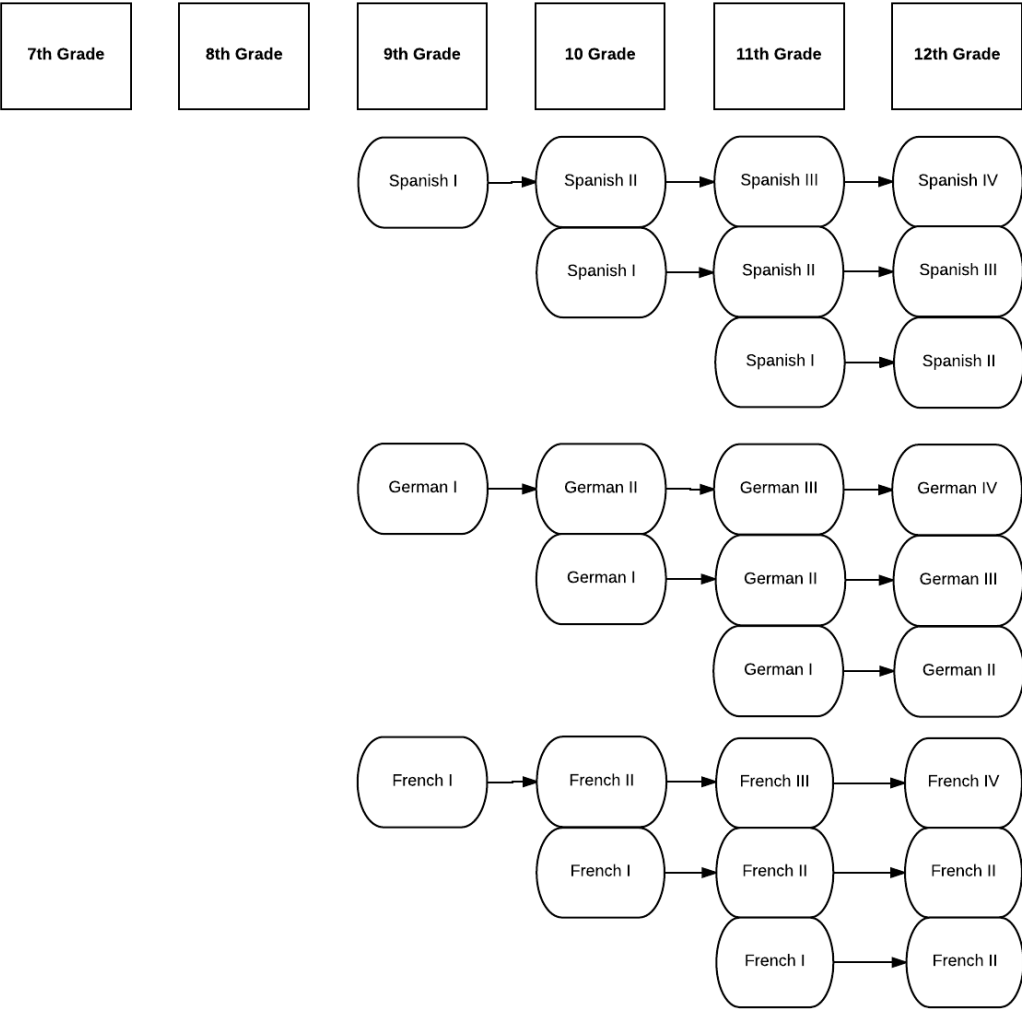 7th Grade 8th Grade 9th Grade 10 Grade 11th Grade 12th Grade
Spanish I Spanish II Spanish III Spanish IV
Spanish I Spanish II Spanish III
Spanish I Spanish II
German I German II German III German IV
German I German II German III
German I German II
French I French II French III French IV
French I French II French II
French I French II